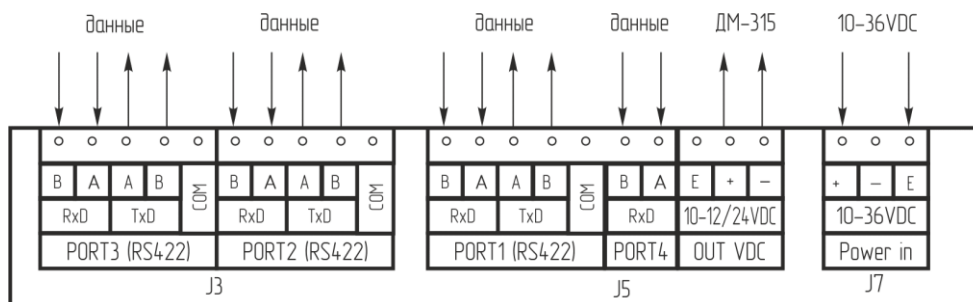 данные данные данные данные ДМ-315 10-36VDC
B A A B COM B A A B COM B A A B COM B A E + - + - E
RxD TxD RxD TxD RxD TxD RxD 10-12/24VDC 10-36VDC
PORT3 (RS422) PORT2 (RS422) PORT1 (RS422) PORT4 OUT VDC Power in
J3 J5 J7